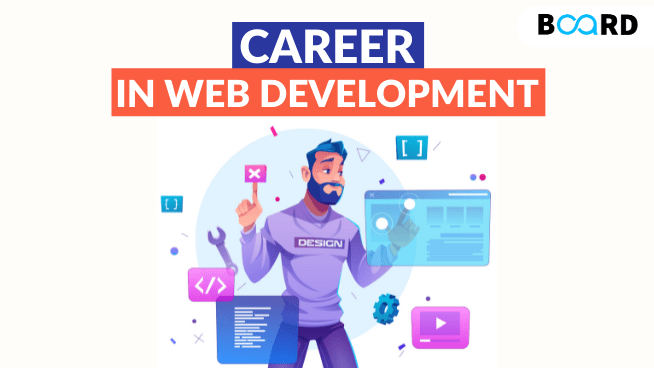 BOARD
CAREER
IN WEB DEVELOPMENT
[ ]
×
[ ]
DESIGN
</>